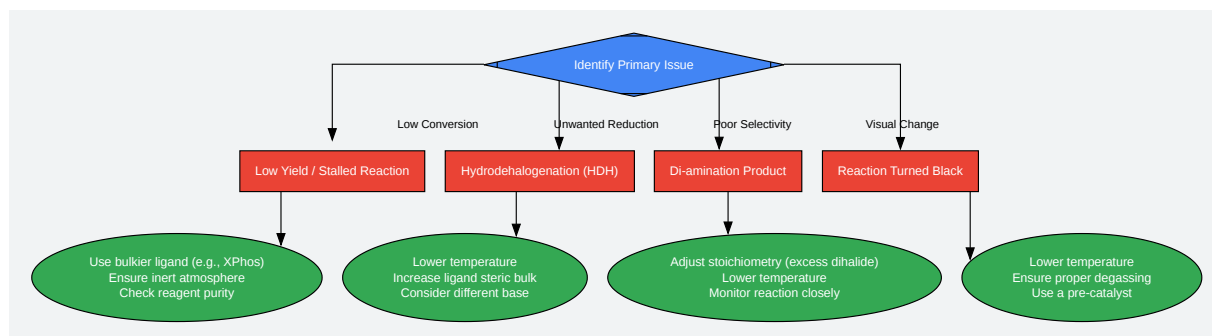 Identify Primary Issue
Low Conversion
Unwanted Reduction
Poor Selectivity
Visual Change
Low Yield / Stalled Reaction
Hydrodehalogenation (HDH)
Di-amination Product
Reaction Turned Black
Use bulkier ligand (e.g., XPhos)
Ensure inert atmosphere
Check reagent purity
Lower temperature
Increase ligand steric bulk
Consider different base
Adjust stoichiometry (excess dihalide)
Lower temperature
Monitor reaction closely
Lower temperature
Ensure proper degassing
Use a pre-catalyst